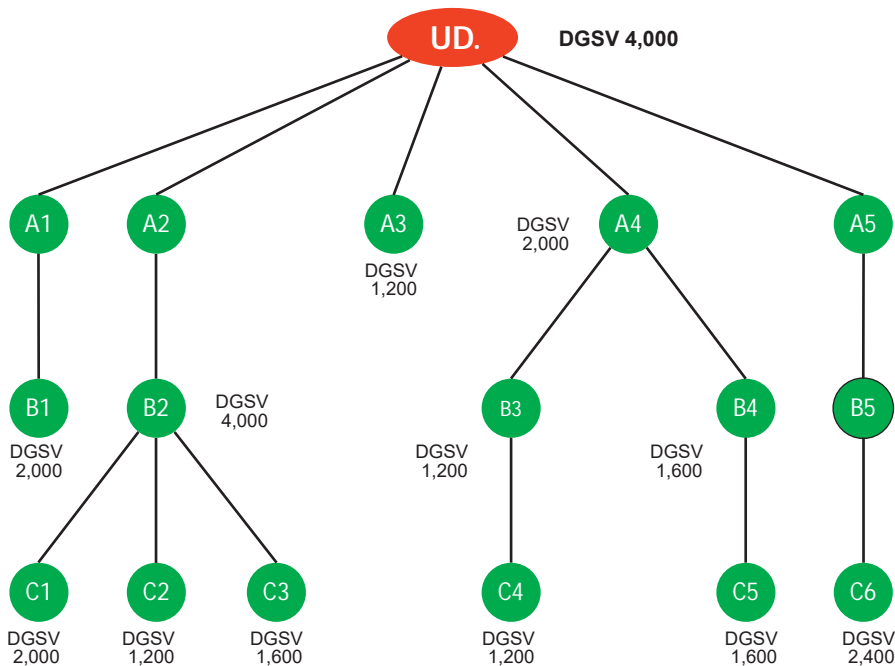 UD.
DGSV 4,000
A1
A2
A3
A4
A5
DGSV
2,000
DGSV
1,200
B1
B2
B3
B4
B5
DGSV
4,000
DGSV
2,000
DGSV
1,200
DGSV
1,600
C1
C2
C3
C4
C5
C6
DGSV
2,000
DGSV
1,200
DGSV
1,600
DGSV
1,200
DGSV
1,600
DGSV
2,400